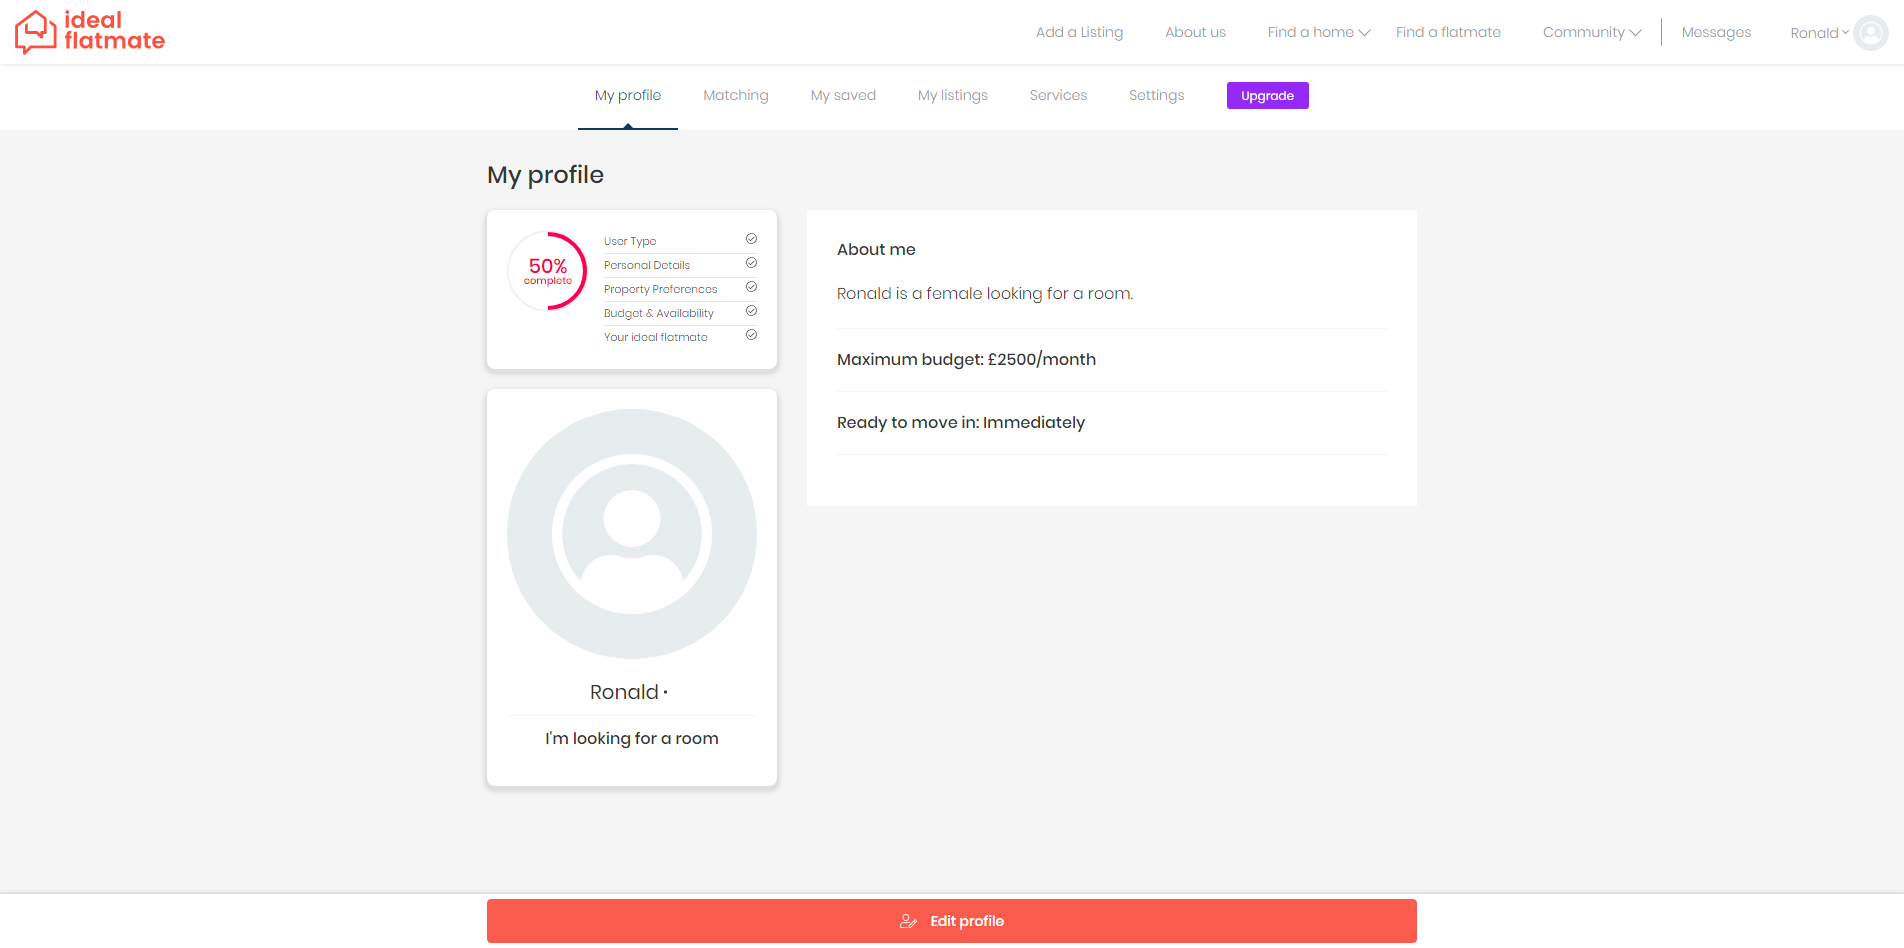 ideal
flatmate
Add a Listing About us Find a home Find a flatmate Community Messages Ronald
My profile Matching My saved My listings Services Settings Upgrade
My profile
50%
complete
User Type
Personal Details
Property Preferences
Budget & Availability
Your ideal flatmate
About me
Ronald is a female looking for a room.
Maximum budget: £2500/month
Ready to move in: Immediately
Ronald •
I'm looking for a room
Edit profile